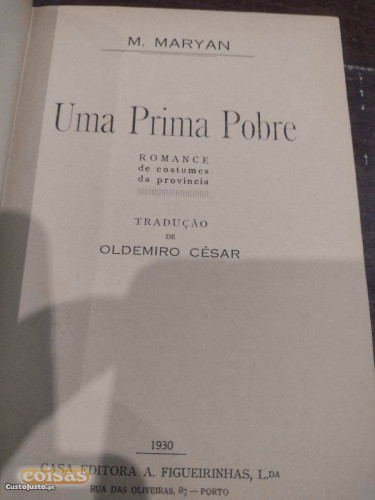 M. MARYAN
Uma Prima Pobre
ROMANCE
de costumes
da provincia
TRADUÇÃO
DE
OLDEMIRO CÉSAR
1930
CASA EDITORA A. FIGUEIRINHAS, L.DA
RUA DAS OLIVEIRAS, 87 — PORTO
coisas
CustoJusto.pt